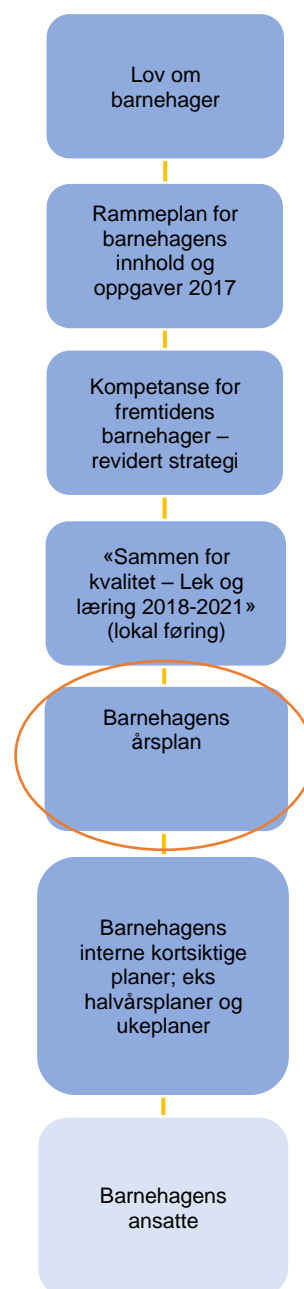 Lov om
barnehager
Rammeplan for
barnehagens
innhold og
oppgaver 2017
Kompetanse for
fremtidens
barnehager –
revidert strategi
«Sammen for
kvalitet – Lek og
læring 2018-2021»
(lokal føring)
Barnehagens
årsplan
Barnehagens
interne kortsiktige
planer; eks
halvårsplaner og
ukeplaner
Barnehagens
ansatte